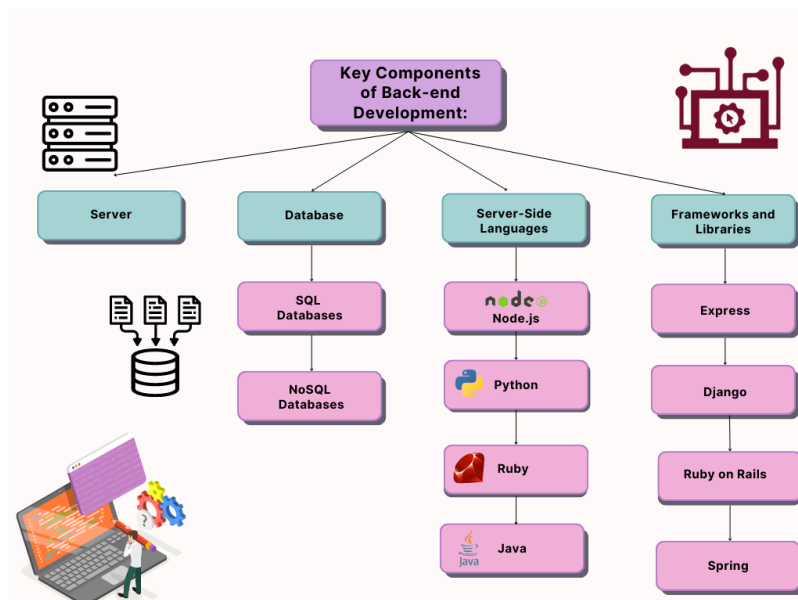 Key Components
of Back-end
Development:
Server
Database
Server-Side
Languages
Frameworks and
Libraries
SQL
Databases
NoSQL
Databases
node
JS
Node.js
Python
Ruby
Java
Java
Express
Django
Ruby on Rails
Spring
?